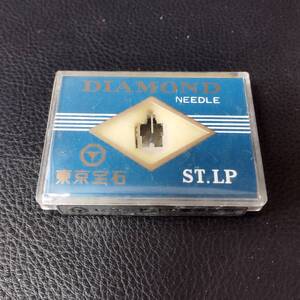 DIAMOND
NEEDLE
東京宝石
ST.LP